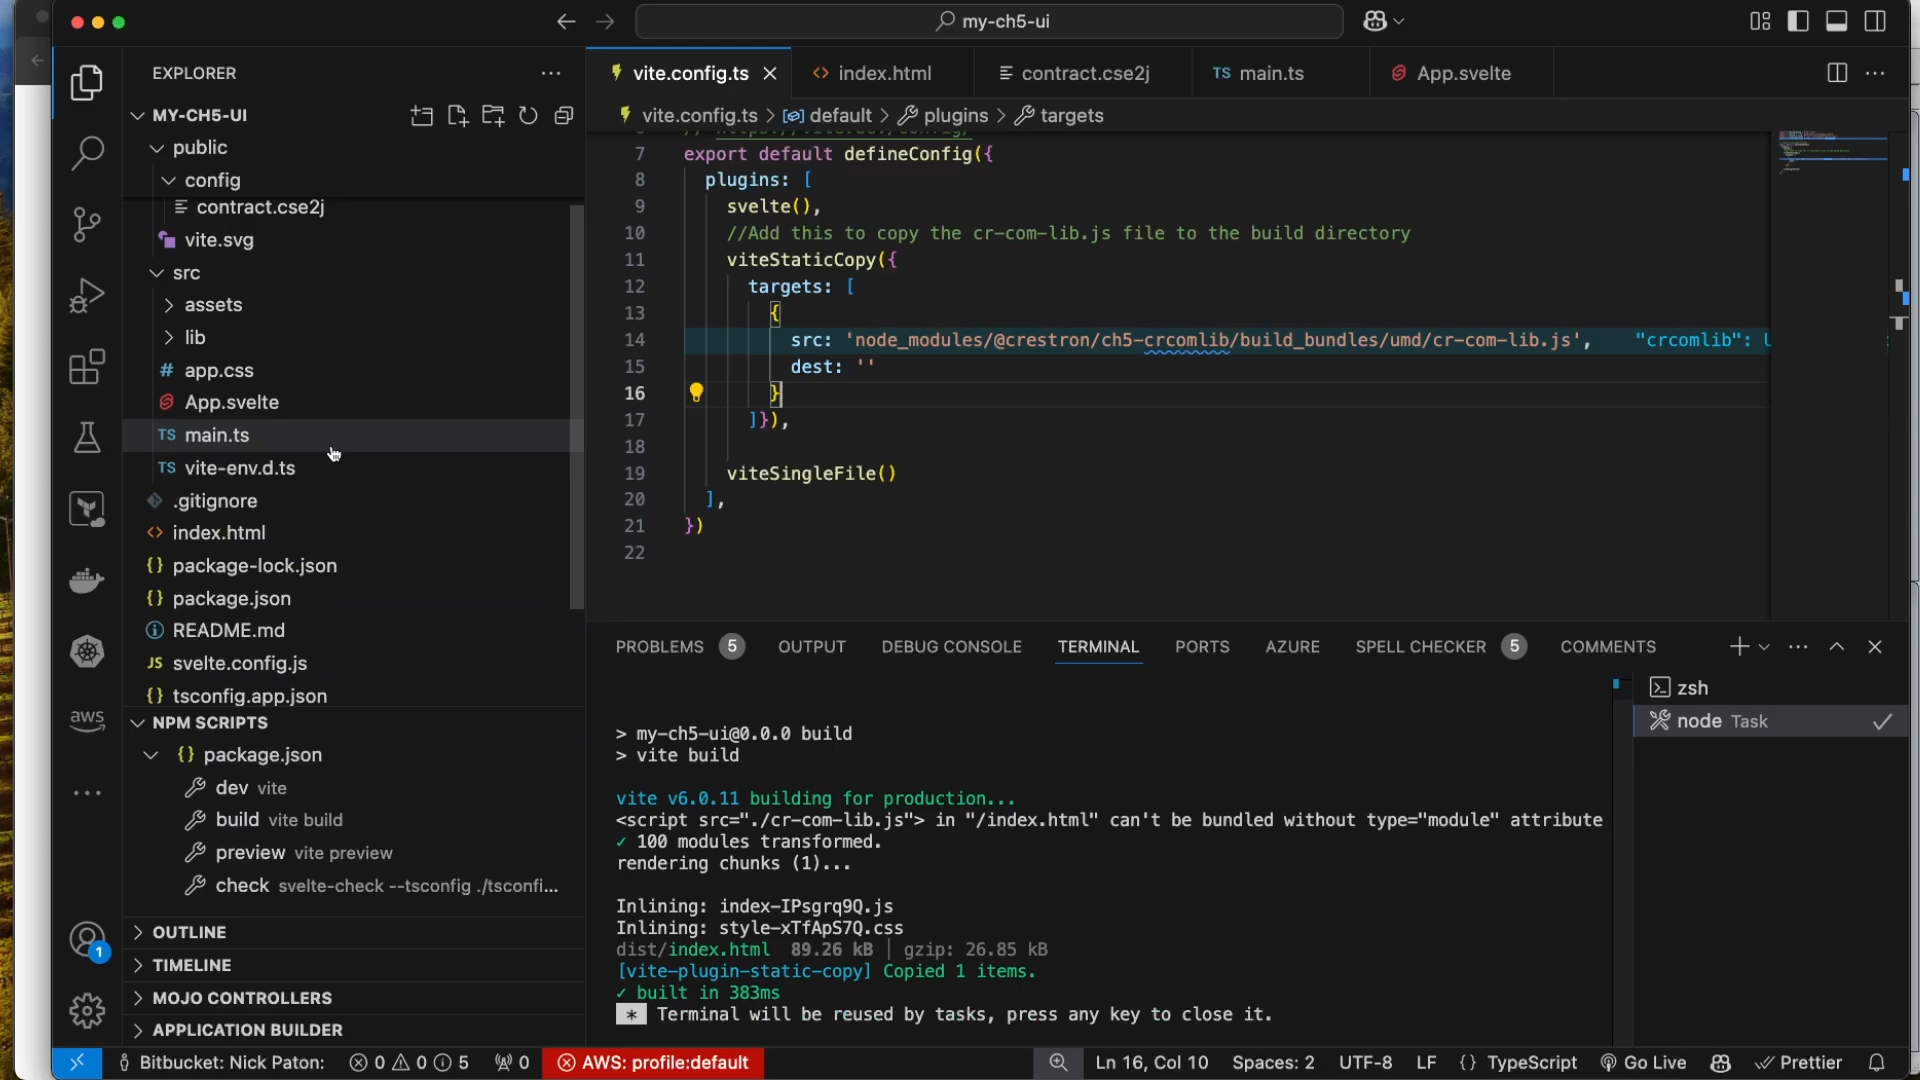 my-ch5-ui
EXPLORER
MY-CH5-UI
public
config
contract.cse2j
vite.svg
src
assets
lib
# app.css
App.svelte
TS main.ts
TS vite-env.d.ts
.gitignore
<> index.html
{} package-lock.json
{} package.json
README.md
JS svelte.config.js
{} tsconfig.app.json
NPM SCRIPTS
{} package.json
dev vite
build vite build
preview vite preview
check svelte-check --tsconfig ./tsconfi...
OUTLINE
TIMELINE
MOJO CONTROLLERS
APPLICATION BUILDER
aws
1
vite.config.ts
<> index.html
contract.cse2j
TS main.ts
App.svelte
vite.config.ts > default > plugins > targets
7 export default defineConfig({
8 plugins: [
9 svelte(),
10 //Add this to copy the cr-com-lib.js file to the build directory
11 viteStaticCopy({
12 targets: [
13 {
14 src: 'node_modules/@crestron/ch5-crcomlib/build_bundles/umd/cr-com-lib.js', "crcomlib":
15 dest: ''
16 }
17 ]}),
18
19 viteSingleFile()
20 ],
21 })
22
PROBLEMS 5 OUTPUT DEBUG CONSOLE TERMINAL PORTS AZURE SPELL CHECKER 5 COMMENTS
zsh
node Task
> my-ch5-ui@0.0.0 build
> vite build
vite v6.0.11 building for production...
<script src="./cr-com-lib.js"> in "/index.html" can't be bundled without type="module" attribute
✓ 100 modules transformed.
rendering chunks (1)...
Inlining: index-IPsgrq9Q.js
Inlining: style-xTfApS7Q.css
dist/index.html 89.26 kB │ gzip: 26.85 kB
[vite-plugin-static-copy] Copied 1 items.
✓ built in 383ms
* Terminal will be reused by tasks, press any key to close it.
Bitbucket: Nick Paton: 0 0 5 0 AWS: profile:default Ln 16, Col 10 Spaces: 2 UTF-8 LF {} TypeScript Go Live Prettier